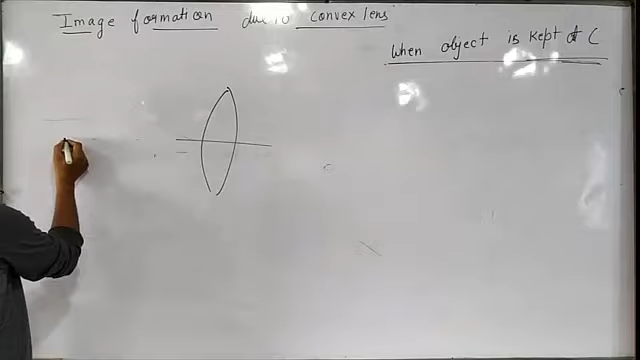 Image formation due to convex lens
When object is kept at C